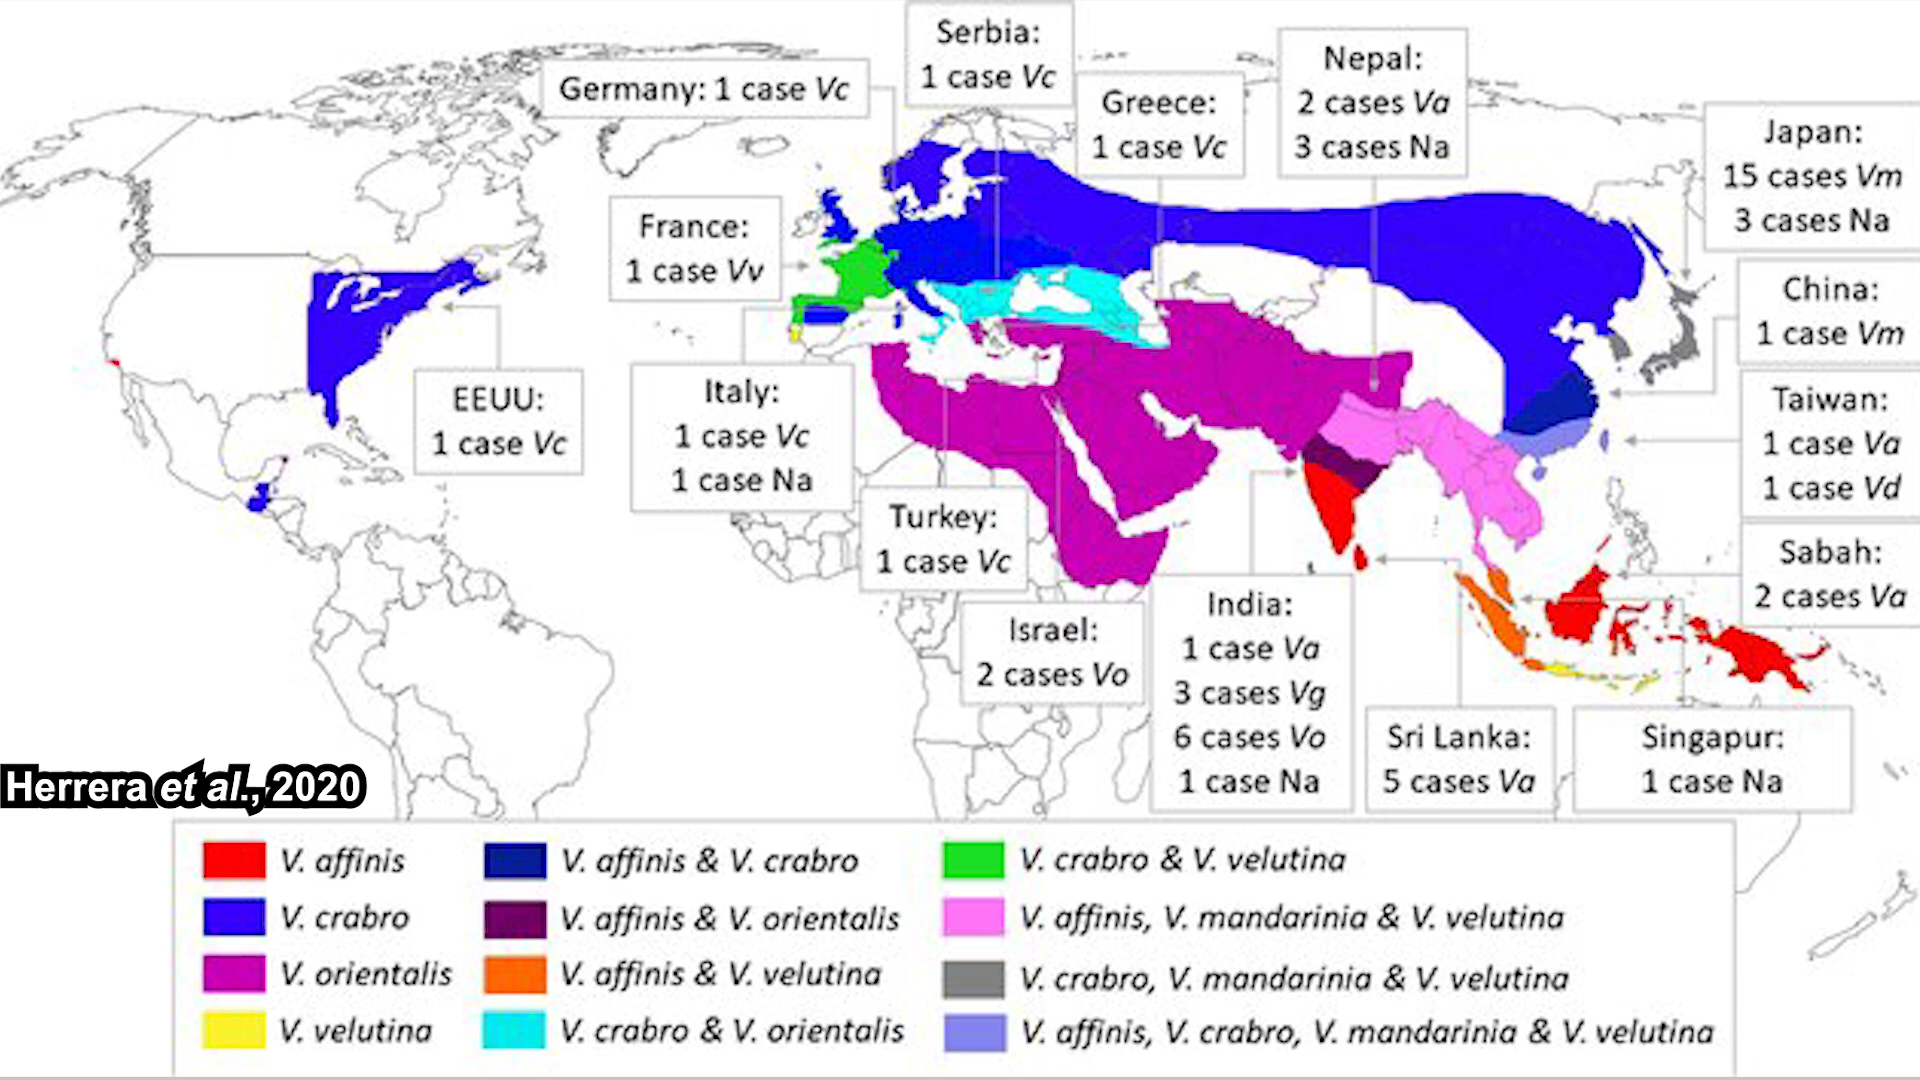 Serbia:
1 case Vc
Germany: 1 case Vc
Greece:
1 case Vc
Nepal:
2 cases Va
3 cases Na
Japan:
15 cases Vm
3 cases Na
France:
1 case Vv
China:
1 case Vm
EEUU:
1 case Vc
Italy:
1 case Vc
1 case Na
Taiwan:
1 case Va
1 case Vd
Turkey:
1 case Vc
Sabah:
2 cases Va
Israel:
2 cases Vo
India:
1 case Va
3 cases Vg
6 cases Vo
1 case Na
Sri Lanka:
5 cases Va
Singapur:
1 case Na
Herrera et al., 2020
V. affinis
V. crabro
V. orientalis
V. velutina
V. affinis & V. crabro
V. affinis & V. orientalis
V. affinis & V. velutina
V. crabro & V. orientalis
V. crabro & V. velutina
V. affinis, V. mandarinia & V. velutina
V. crabro, V. mandarinia & V. velutina
V. affinis, V. crabro, V. mandarinia & V. velutina